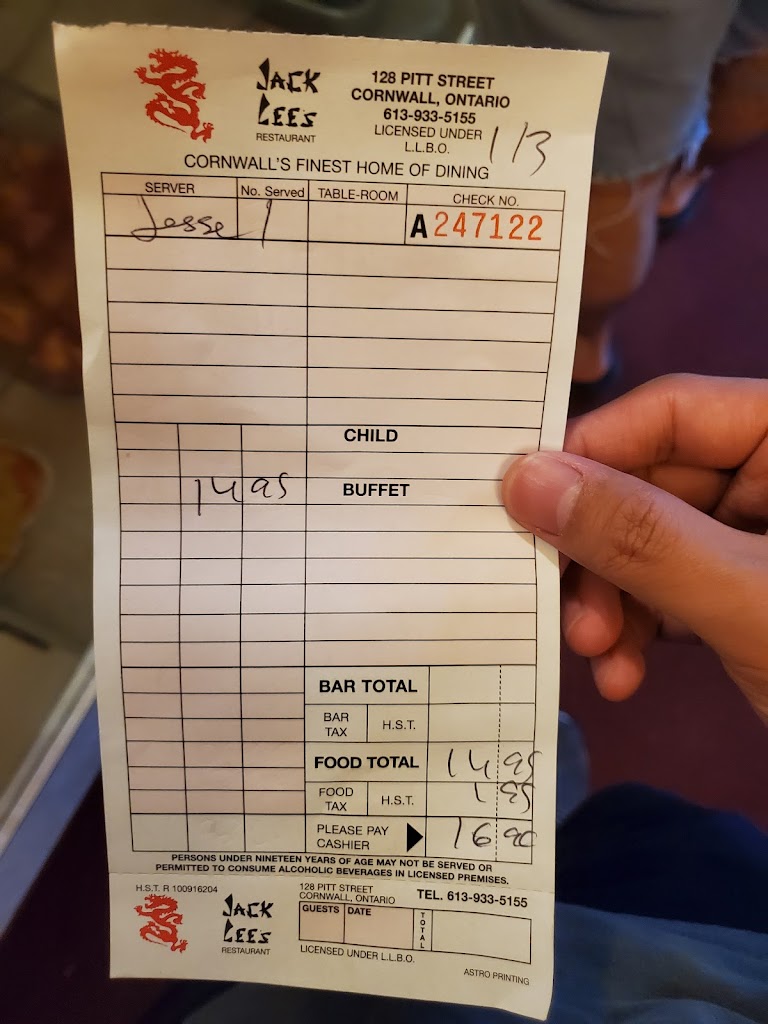 JACK LEE'S
RESTAURANT
128 PITT STREET
CORNWALL, ONTARIO
613-933-5155
LICENSED UNDER
L.L.B.O.
1/3
CORNWALL'S FINEST HOME OF DINING
SERVER No. Served TABLE-ROOM CHECK NO.
Jesse 1 A 247122
CHILD
14 95 BUFFET
BAR TOTAL
BAR TAX H.S.T.
FOOD TOTAL 14 95
FOOD TAX H.S.T. 1 95
PLEASE PAY CASHIER 16 90
PERSONS UNDER NINETEEN YEARS OF AGE MAY NOT BE SERVED OR
PERMITTED TO CONSUME ALCOHOLIC BEVERAGES IN LICENSED PREMISES.
H.S.T. R 100916204
JACK LEE'S
RESTAURANT
128 PITT STREET
CORNWALL, ONTARIO
TEL. 613-933-5155
GUESTS DATE TOTAL
LICENSED UNDER L.L.B.O.
ASTRO PRINTING